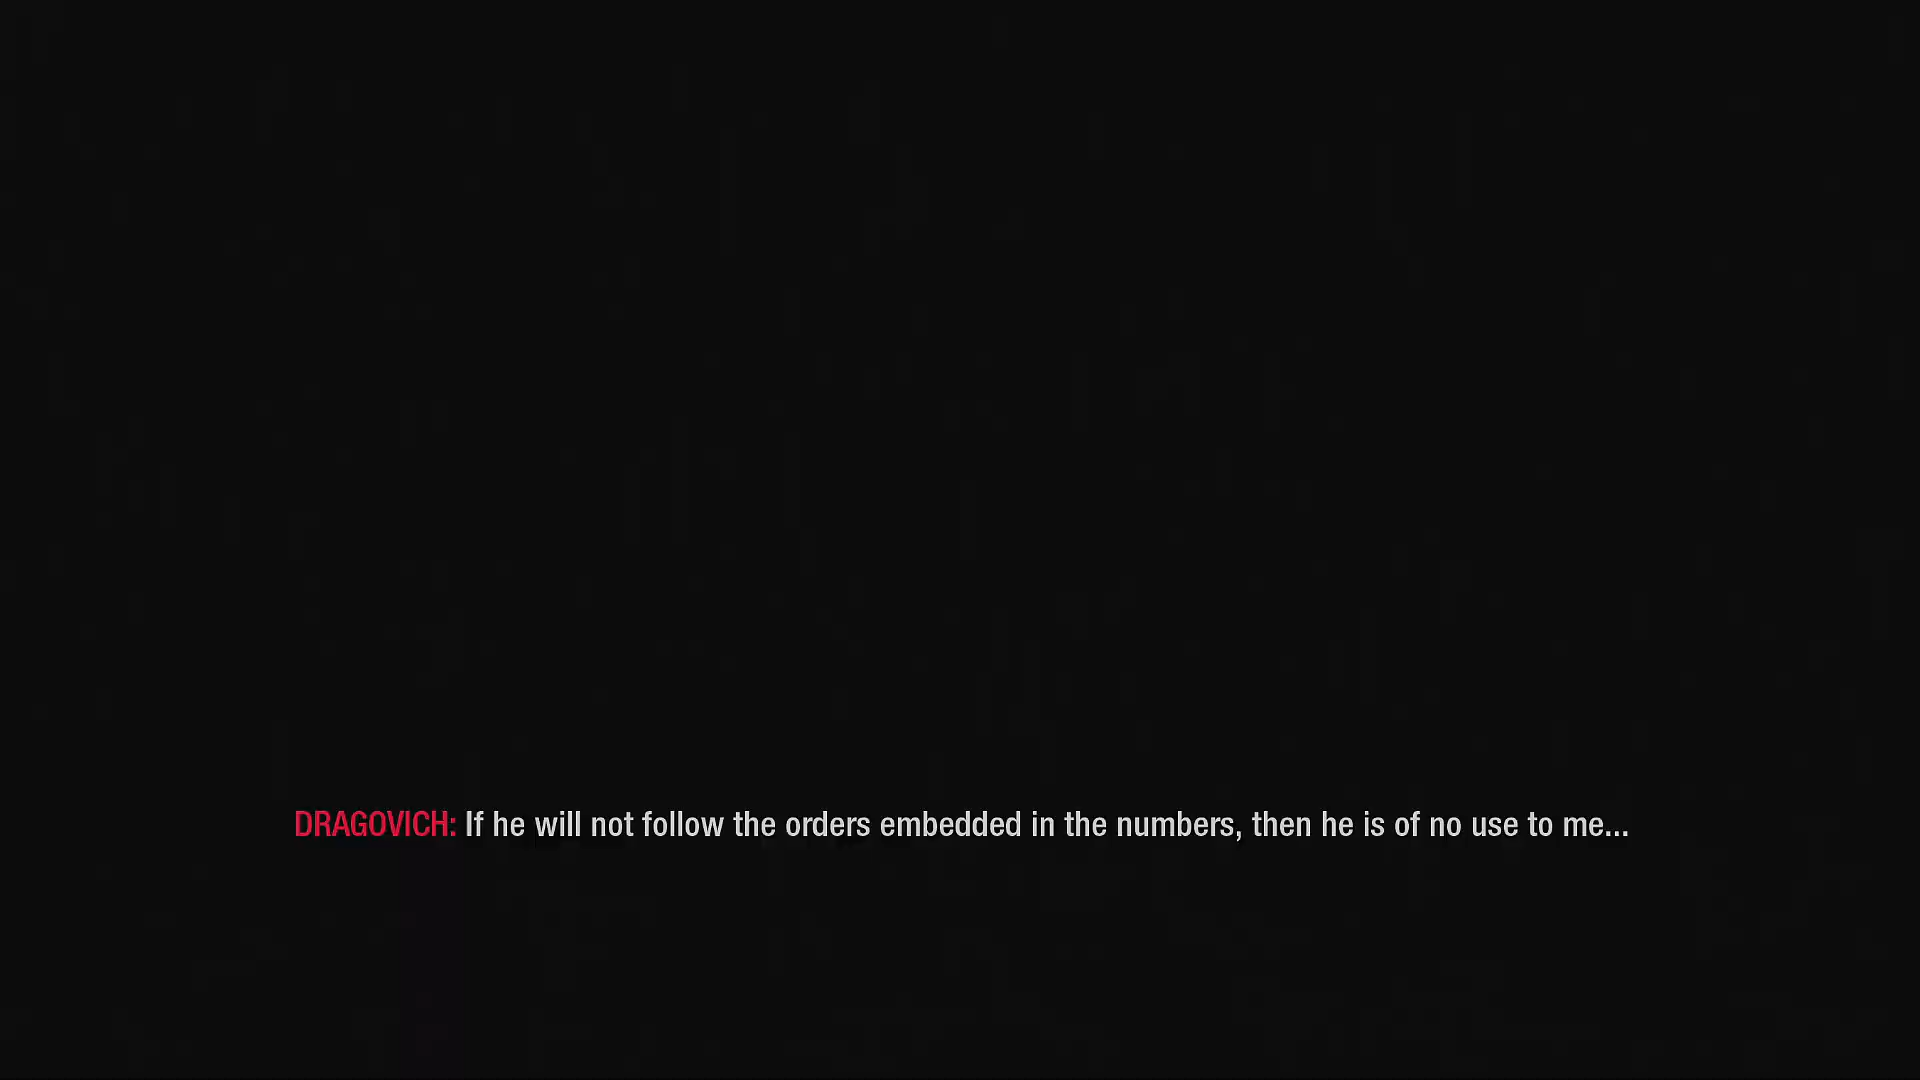 DRAGOVICH: If he will not follow the orders embedded in the numbers, then he is of no use to me...